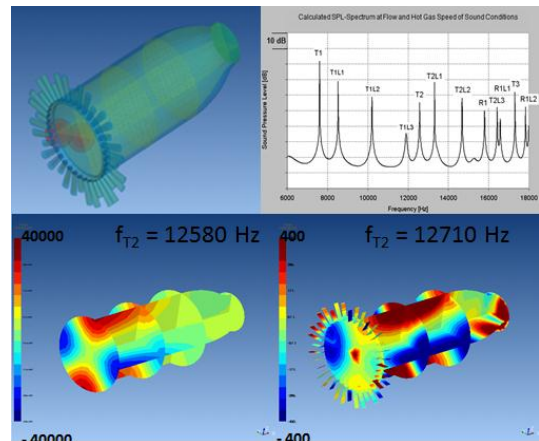 Calculated SPL-Spectrum at Flow and Hot Gas Speed of Sound Conditions
10 dB
Sound Pressure Level [dB]
T1
T1L1
T1L2
T1L3
T2
T2L1
T2L2
R1
T2L3
R1L1
T3
R1L2
6000 8000 10000 12000 14000 16000 18000
Frequency [Hz]
40000
fT2 = 12580 Hz
-40000
400
fT2 = 12710 Hz
-400